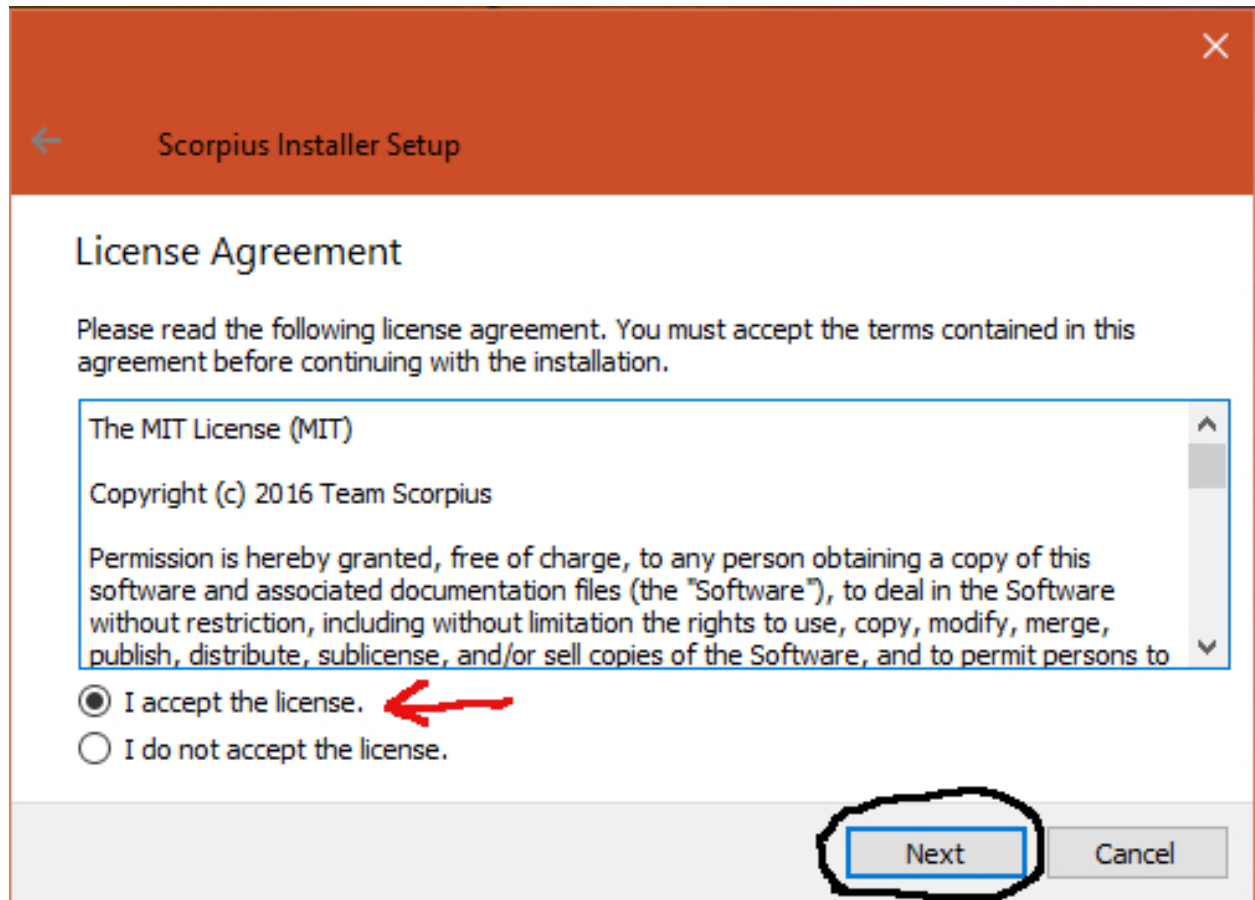 Scorpius Installer Setup
License Agreement
Please read the following license agreement. You must accept the terms contained in this
agreement before continuing with the installation.
The MIT License (MIT)
Copyright (c) 2016 Team Scorpius
Permission is hereby granted, free of charge, to any person obtaining a copy of this
software and associated documentation files (the "Software"), to deal in the Software
without restriction, including without limitation the rights to use, copy, modify, merge,
publish, distribute, sublicense, and/or sell copies of the Software, and to permit persons to
I accept the license.
I do not accept the license.
Next
Cancel